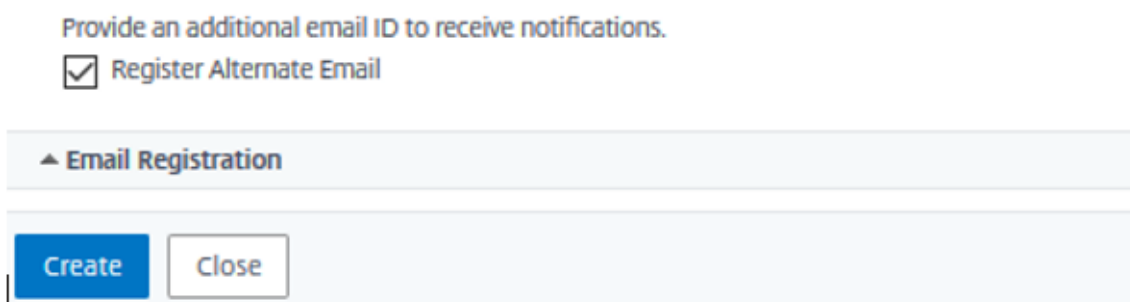 Provide an additional email ID to receive notifications.
Register Alternate Email
Email Registration
Create Close